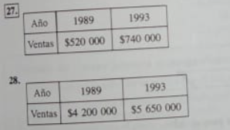 27.
Año 1989 1993
Ventas $520 000 $740 000
28.
Año 1989 1993
Ventas $4 200 000 $5 650 000